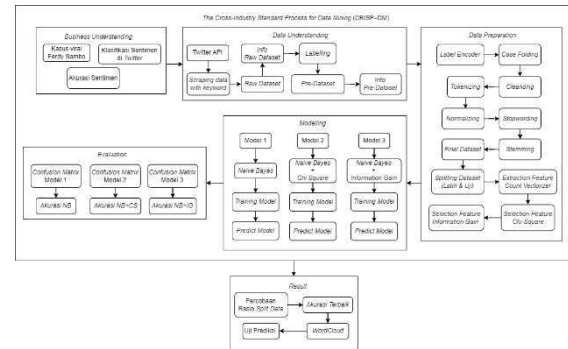 The Cross-Industry Standard Process for Data Mining (CRISP-DM)
Business Understanding
Kasus viral
Ferdy Sambo
Klasifikasi Sentimen
di Twitter
Akurasi Sentimen
Data Understanding
Twitter API
Scraping data
with keyword
Info
Raw Dataset
Raw Dataset
Labelling
Pre-Dataset
Info
Pre-Dataset
Data Preparation
Label Encoder
Case Folding
Tokenizing
Cleansing
Normalizing
Stopwording
Final Dataset
Stemming
Splitting Dataset
(Latih & Uji)
Extraction Feature
Count Vectorizer
Selection Feature
Information Gain
Selection Feature
Chi-Square
Modelling
Model 1
Model 2
Model 3
Naive Bayes
Naive Bayes
+
Chi-Square
Naive Bayes
+
Information Gain
Training Model
Training Model
Training Model
Predict Model
Predict Model
Predict Model
Evaluation
Confusion Matrix
Model 1
Confusion Matrix
Model 2
Confusion Matrix
Model 3
Akurasi NB
Akurasi NB+CS
Akurasi NB+IG
Result
Percobaan
Rasio Split Data
Akurasi Terbaik
Uji Prediksi
WordCloud